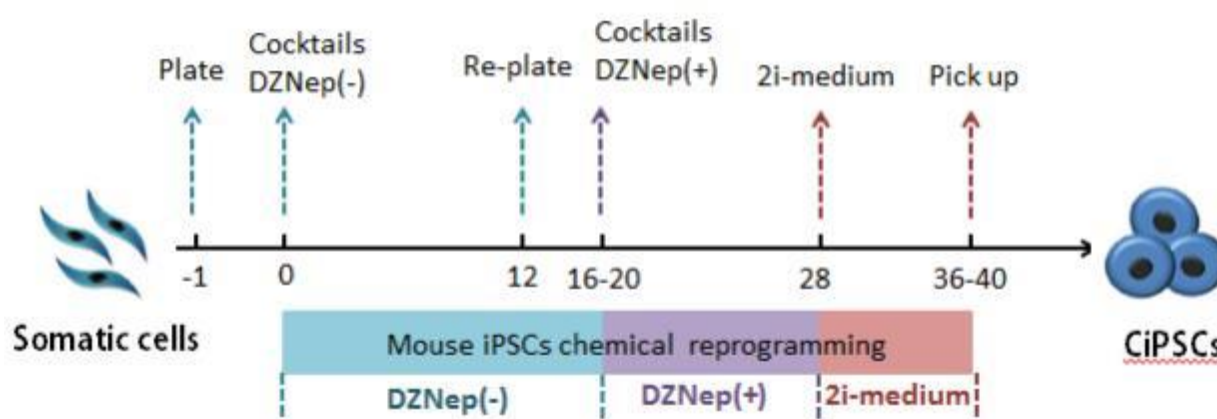 Plate
Cocktails
DZNep(-)
Re-plate
Cocktails
DZNep(+)
2i-medium
Pick up
-1
0
12
16-20
28
36-40
Somatic cells
CiPSCs
Mouse iPSCs chemical reprogramming
DZNep(-)
DZNep(+)
2i-medium